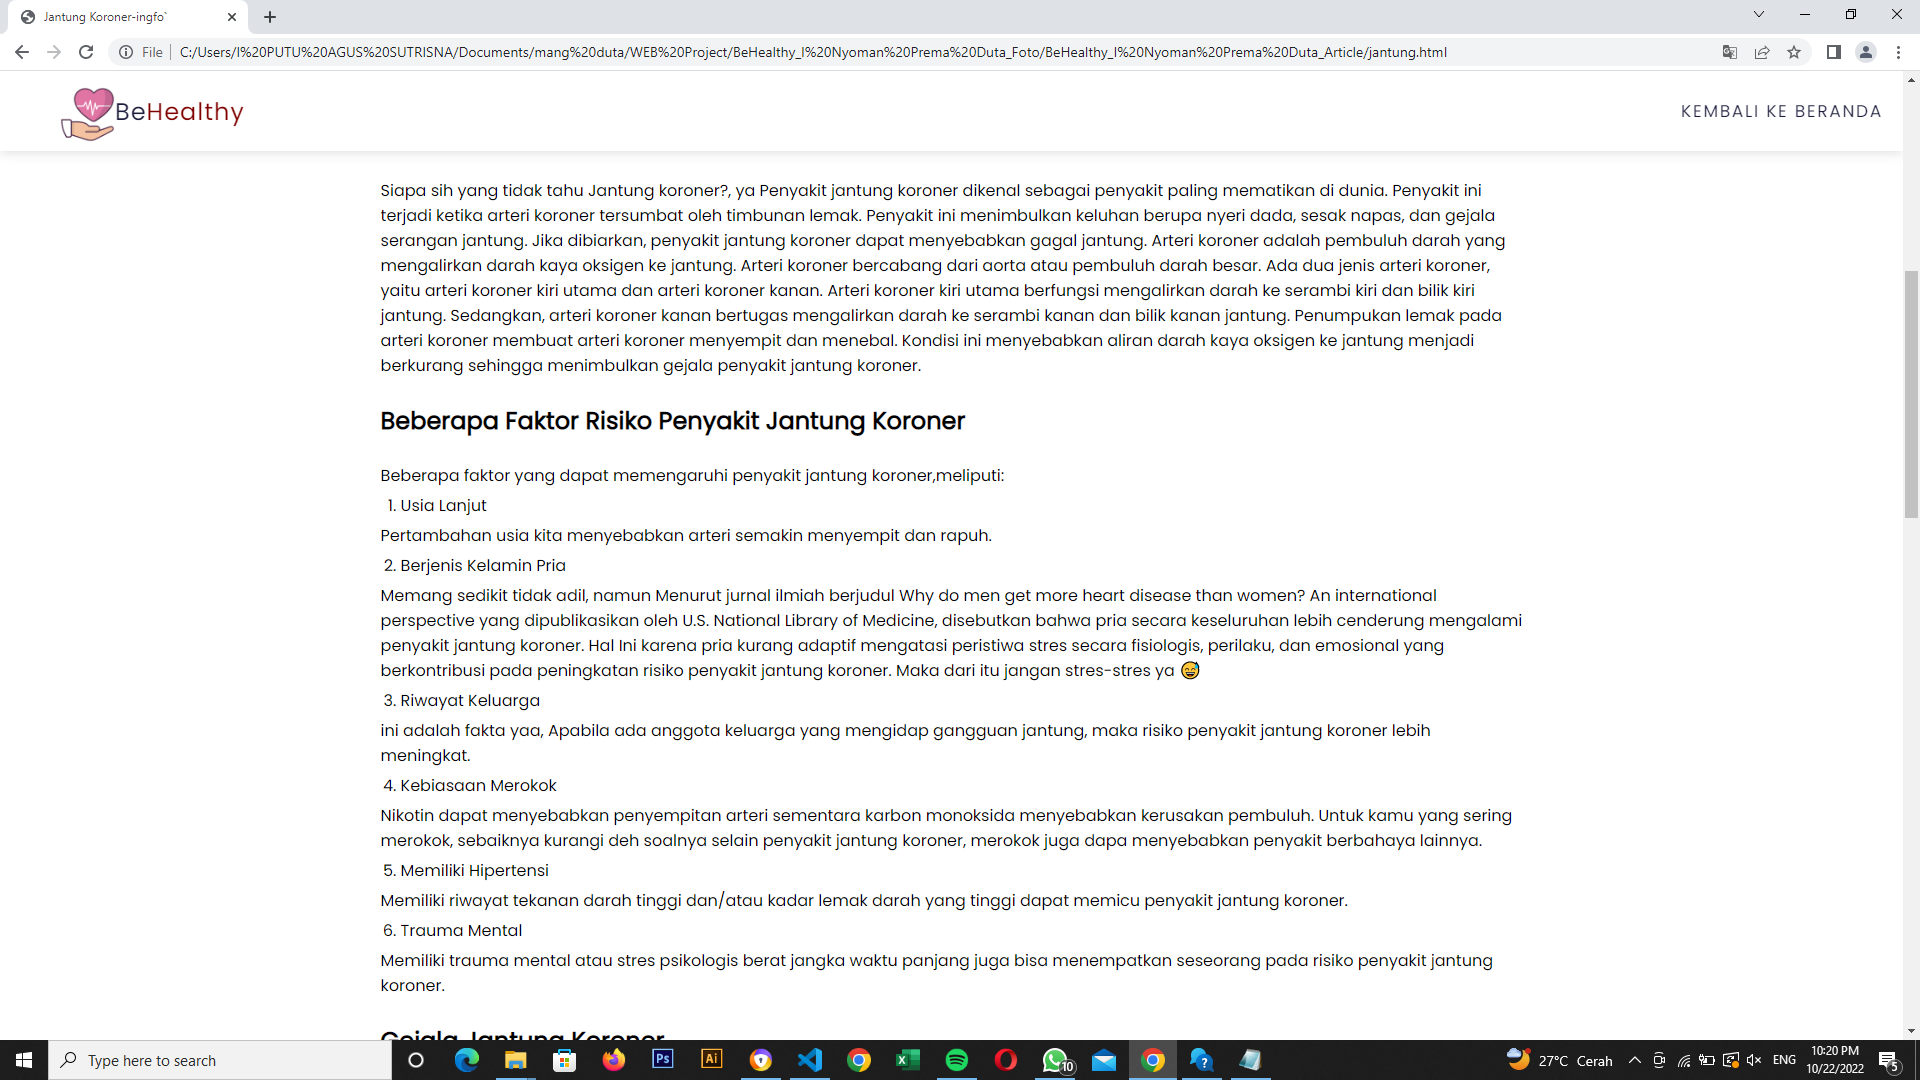 Jantung Koroner-ingfo`
File
C:/Users/I%20PUTU%20AGUS%20SUTRISNA/Documents/mang%20duta/WEB%20Project/BeHealthy_I%20Nyoman%20Prema%20Duta_Foto/BeHealthy_I%20Nyoman%20Prema%20Duta_Article/jantung.html
BeHealthy
KEMBALI KE BERANDA
Siapa sih yang tidak tahu Jantung koroner?, ya Penyakit jantung koroner dikenal sebagai penyakit paling mematikan di dunia. Penyakit ini
terjadi ketika arteri koroner tersumbat oleh timbunan lemak. Penyakit ini menimbulkan keluhan berupa nyeri dada, sesak napas, dan gejala
serangan jantung. Jika dibiarkan, penyakit jantung koroner dapat menyebabkan gagal jantung. Arteri koroner adalah pembuluh darah yang
mengalirkan darah kaya oksigen ke jantung. Arteri koroner bercabang dari aorta atau pembuluh darah besar. Ada dua jenis arteri koroner,
yaitu arteri koroner kiri utama dan arteri koroner kanan. Arteri koroner kiri utama berfungsi mengalirkan darah ke serambi kiri dan bilik kiri
jantung. Sedangkan, arteri koroner kanan bertugas mengalirkan darah ke serambi kanan dan bilik kanan jantung. Penumpukan lemak pada
arteri koroner membuat arteri koroner menyempit dan menebal. Kondisi ini menyebabkan aliran darah kaya oksigen ke jantung menjadi
berkurang sehingga menimbulkan gejala penyakit jantung koroner.
Beberapa Faktor Risiko Penyakit Jantung Koroner
Beberapa faktor yang dapat memengaruhi penyakit jantung koroner,meliputi:
1. Usia Lanjut
Pertambahan usia kita menyebabkan arteri semakin menyempit dan rapuh.
2. Berjenis Kelamin Pria
Memang sedikit tidak adil, namun Menurut jurnal ilmiah berjudul Why do men get more heart disease than women? An international
perspective yang dipublikasikan oleh U.S. National Library of Medicine, disebutkan bahwa pria secara keseluruhan lebih cenderung mengalami
penyakit jantung koroner. Hal Ini karena pria kurang adaptif mengatasi peristiwa stres secara fisiologis, perilaku, dan emosional yang
berkontribusi pada peningkatan risiko penyakit jantung koroner. Maka dari itu jangan stres-stres ya 😅
3. Riwayat Keluarga
ini adalah fakta yaa, Apabila ada anggota keluarga yang mengidap gangguan jantung, maka risiko penyakit jantung koroner lebih
meningkat.
4. Kebiasaan Merokok
Nikotin dapat menyebabkan penyempitan arteri sementara karbon monoksida menyebabkan kerusakan pembuluh. Untuk kamu yang sering
merokok, sebaiknya kurangi deh soalnya selain penyakit jantung koroner, merokok juga dapa menyebabkan penyakit berbahaya lainnya.
5. Memiliki Hipertensi
Memiliki riwayat tekanan darah tinggi dan/atau kadar lemak darah yang tinggi dapat memicu penyakit jantung koroner.
6. Trauma Mental
Memiliki trauma mental atau stres psikologis berat jangka waktu panjang juga bisa menempatkan seseorang pada risiko penyakit jantung
koroner.
Gejala Jantung Koroner
Type here to search
Ps
Ai
10
27°C Cerah
ENG
10:20 PM
10/22/2022
5